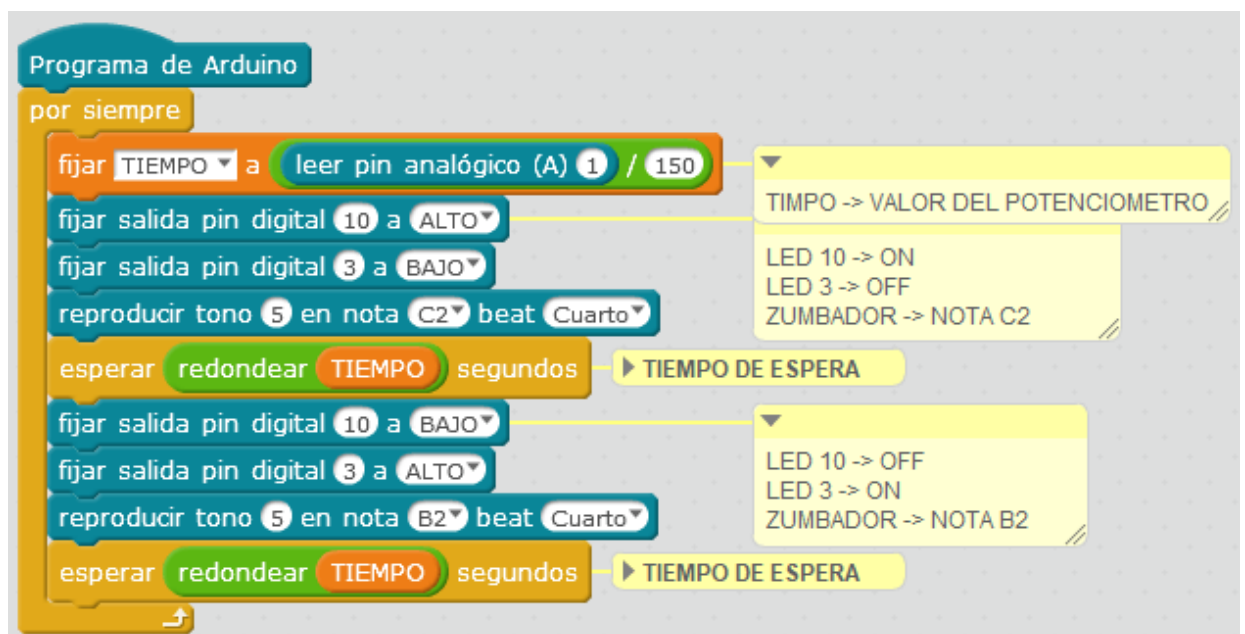 Programa de Arduino
por siempre
fijar TIEMPO a leer pin analógico (A) 1 / 150
TIMPO -> VALOR DEL POTENCIOMETRO
fijar salida pin digital 10 a ALTO
fijar salida pin digital 3 a BAJO
reproducir tono 5 en nota C2 beat Cuarto
LED 10 -> ON
LED 3 -> OFF
ZUMBADOR -> NOTA C2
esperar redondear TIEMPO segundos
TIEMPO DE ESPERA
fijar salida pin digital 10 a BAJO
fijar salida pin digital 3 a ALTO
reproducir tono 5 en nota B2 beat Cuarto
LED 10 -> OFF
LED 3 -> ON
ZUMBADOR -> NOTA B2
esperar redondear TIEMPO segundos
TIEMPO DE ESPERA